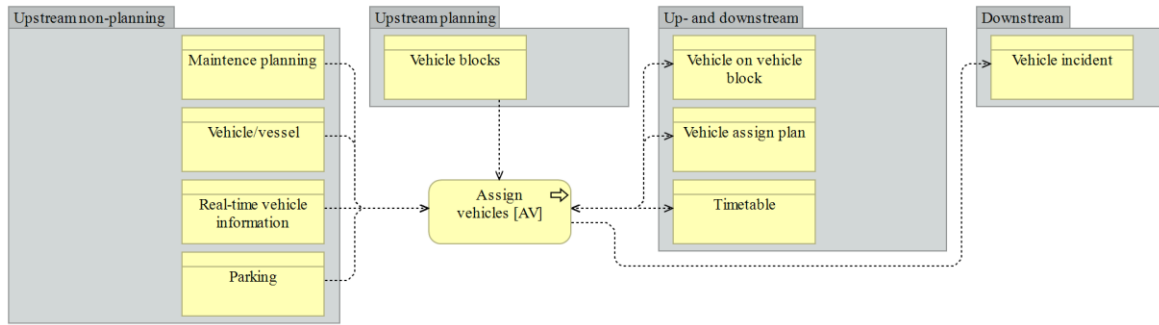 Upstream non-planning
Maintence planning
Vehicle/vessel
Real-time vehicle
information
Parking
Upstream planning
Vehicle blocks
Assign
vehicles [AV]
Up- and downstream
Vehicle on vehicle
block
Vehicle assign plan
Timetable
Downstream
Vehicle incident